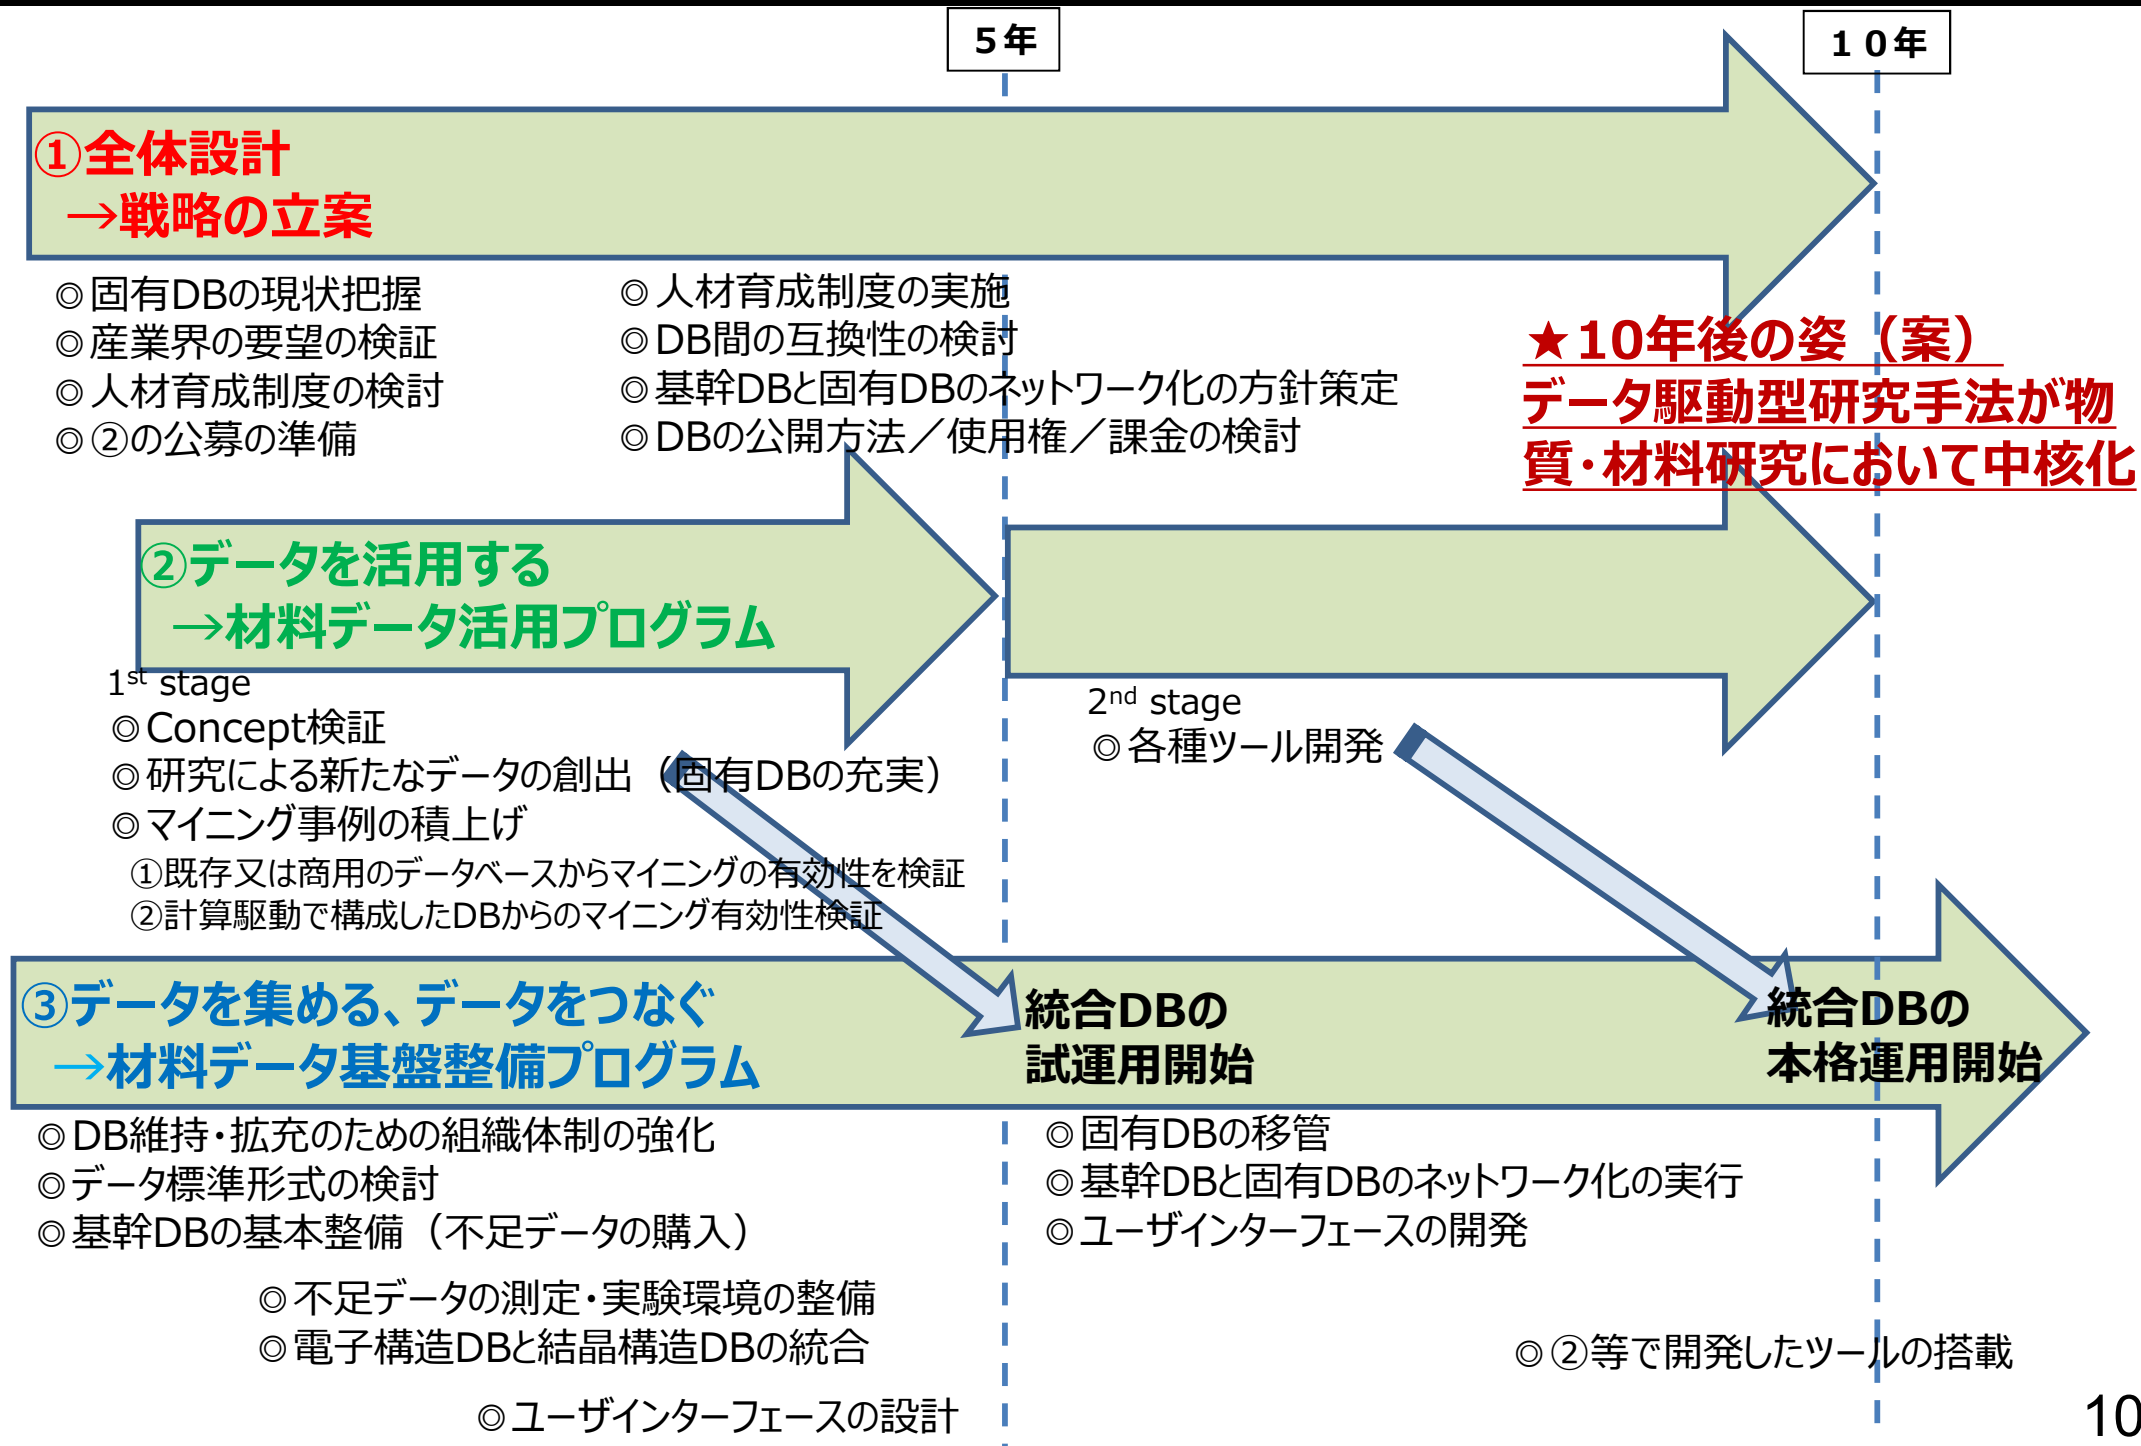 ５年
１０年
①全体設計
→戦略の立案
◎固有DBの現状把握
◎産業界の要望の検証
◎人材育成制度の検討
◎②の公募の準備
◎人材育成制度の実施
◎DB間の互換性の検討
◎基幹DBと固有DBのネットワーク化の方針策定
◎DBの公開方法／使用権／課金の検討
★10年後の姿（案）
データ駆動型研究手法が物
質・材料研究において中核化
②データを活用する
→材料データ活用プログラム
1st stage
◎Concept検証
◎研究による新たなデータの創出（固有DBの充実）
◎マイニング事例の積上げ
①既存又は商用のデータベースからマイニングの有効性を検証
②計算駆動で構成したDBからのマイニング有効性検証
2nd stage
◎各種ツール開発
③データを集める、データをつなぐ
→材料データ基盤整備プログラム
統合DBの
試運用開始
統合DBの
本格運用開始
◎DB維持・拡充のための組織体制の強化
◎データ標準形式の検討
◎基幹DBの基本整備（不足データの購入）
◎不足データの測定・実験環境の整備
◎電子構造DBと結晶構造DBの統合
◎ユーザインターフェースの設計
◎固有DBの移管
◎基幹DBと固有DBのネットワーク化の実行
◎ユーザインターフェースの開発
◎②等で開発したツールの搭載
10